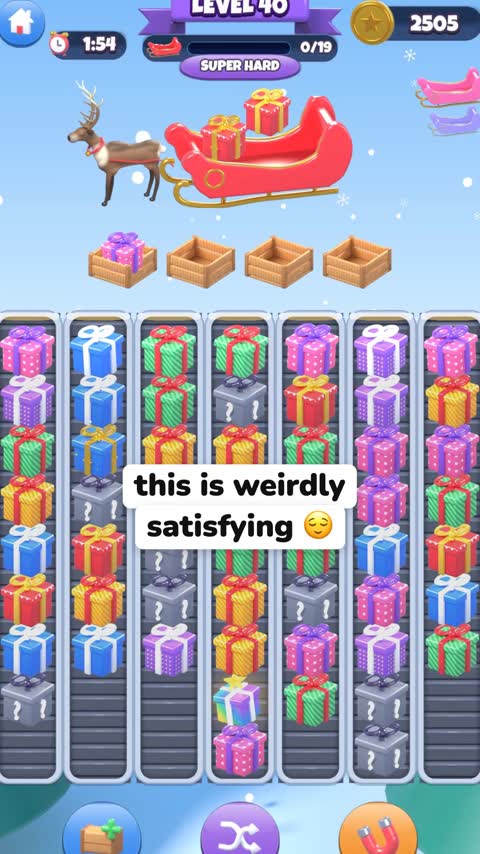 LEVEL 40
2505
1:54
0/19
SUPER HARD
? ?
this is weirdly
satisfying 😌
? ?
? ?
? ?
? ?
? ?
? ?